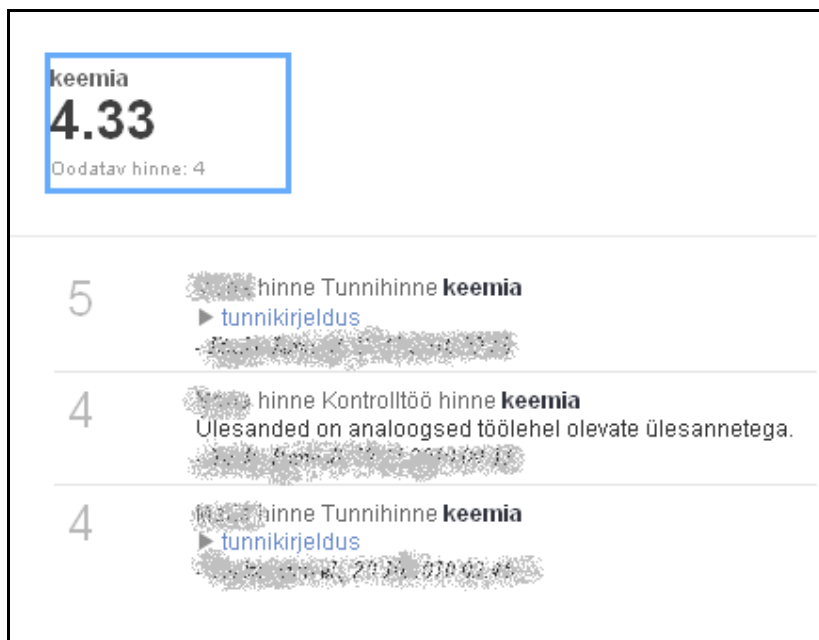 keemia
4.33
Oodatav hinne: 4
5
hinne Tunnihinne keemia
▶ tunnikirjeldus
4
hinne Kontrolltöö hinne keemia
Ülesanded on analoogsed töölehel olevate ülesannetega.
4
hinne Tunnihinne keemia
▶ tunnikirjeldus